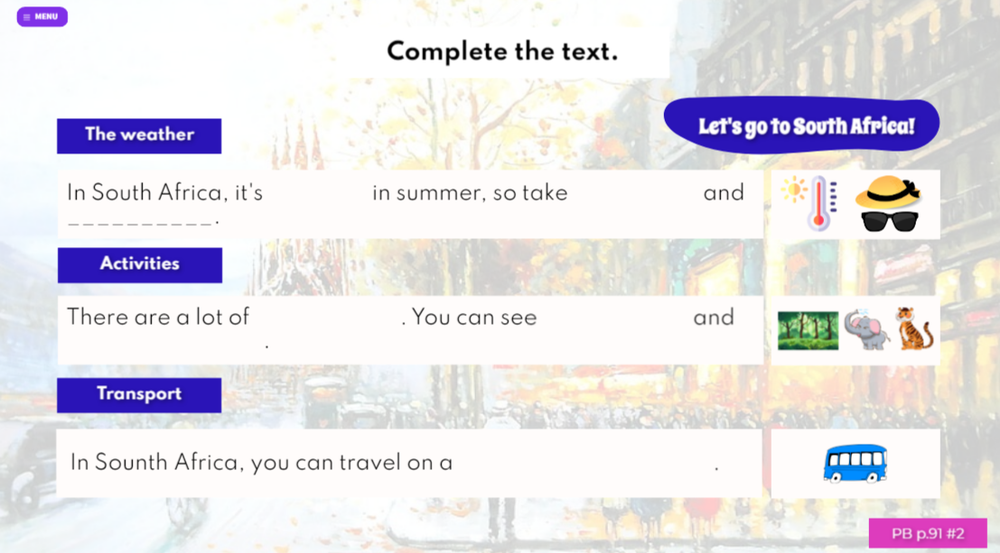 MENU
Complete the text.
Let's go to South Africa!
The weather
In South Africa, it's in summer, so take and
__________.
Activities
There are a lot of . You can see and
.
Transport
In Sounth Africa, you can travel on a .
PB p.91 #2